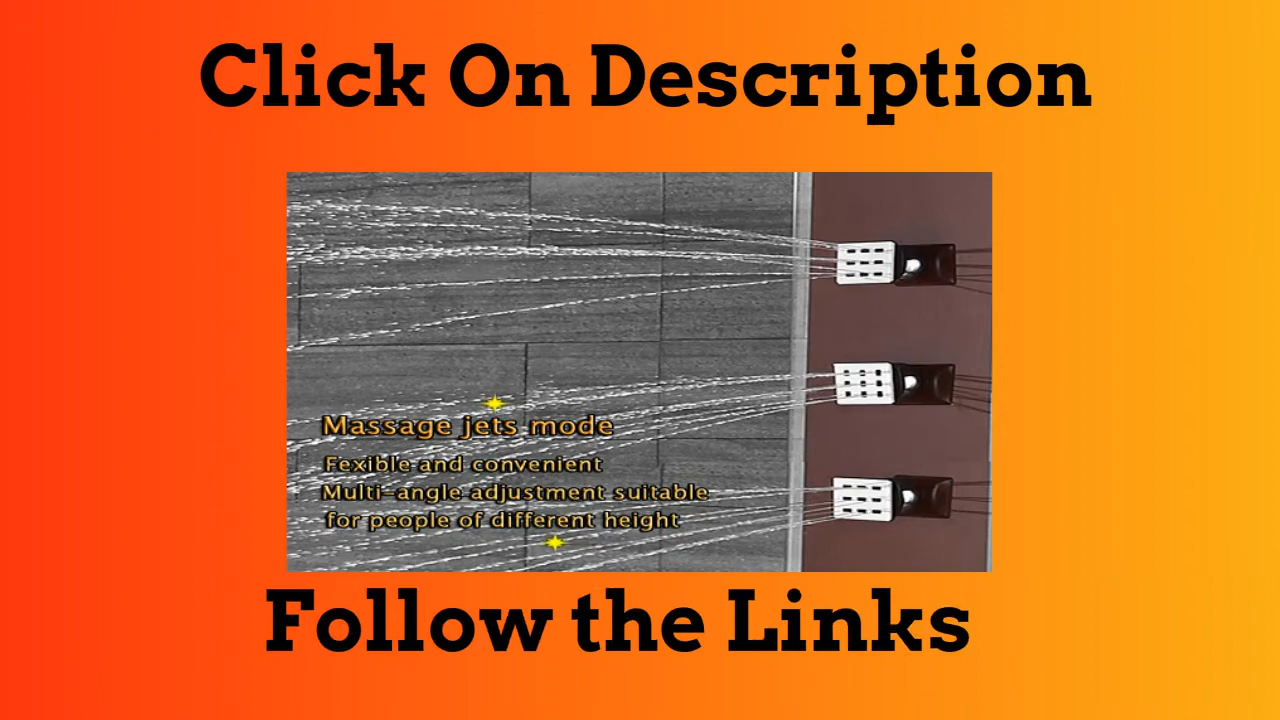 Click On Description
Massage jets mode
Fexible and convenient
Multi-angle adjustment suitable
for people of different height
Follow the Links